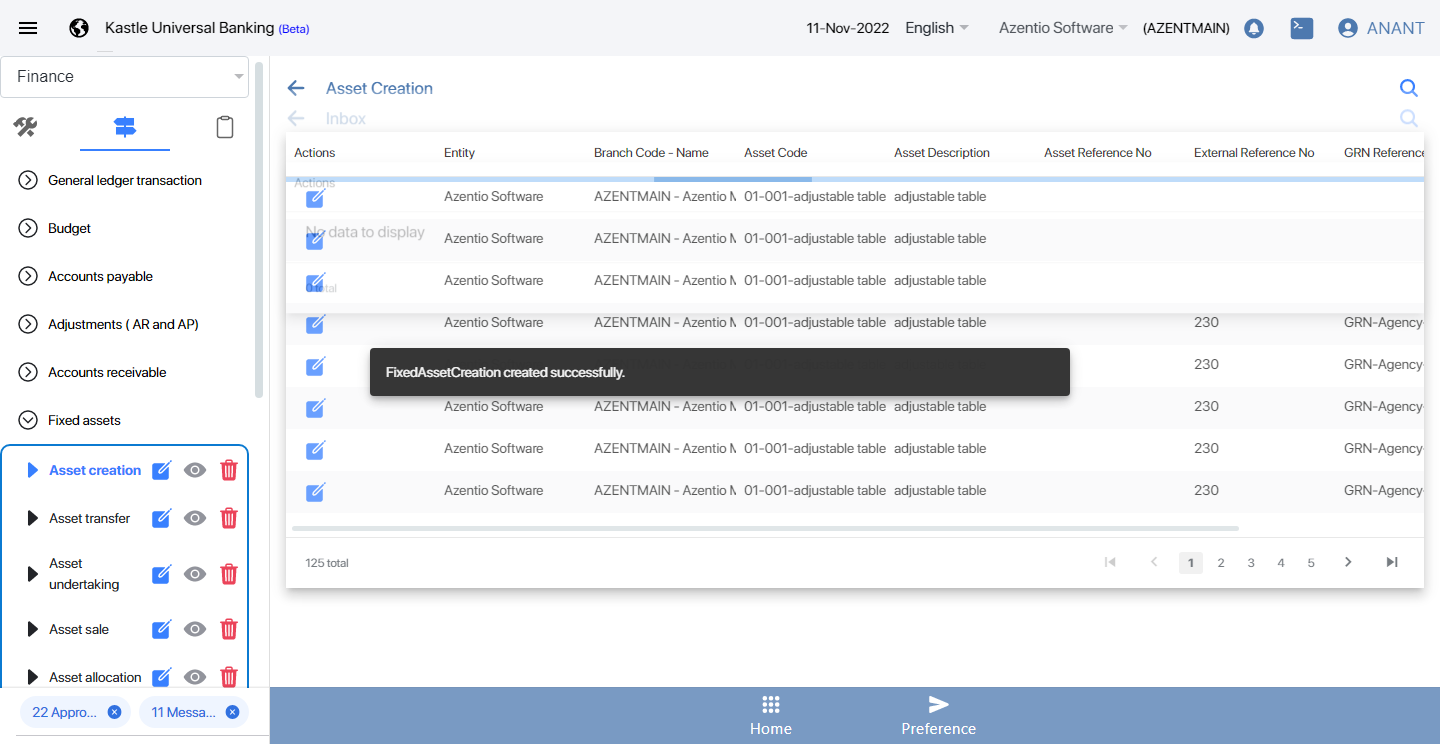 Kastle Universal Banking (Beta)
11-Nov-2022 English Azentio Software (AZENTMAIN) ANANT
Finance
General ledger transaction
Budget
Accounts payable
Adjustments ( AR and AP)
Accounts receivable
Fixed assets
Asset creation
Asset transfer
Asset
undertaking
Asset sale
Asset allocation
22 Appro...
11 Messa...
Asset Creation
Inbox
Actions Entity Branch Code - Name Asset Code Asset Description Asset Reference No External Reference No GRN Reference
Actions
Azentio Software AZENTMAIN - Azentio M 01-001-adjustable table adjustable table
No data to display
Azentio Software AZENTMAIN - Azentio M 01-001-adjustable table adjustable table
Azentio Software AZENTMAIN - Azentio M 01-001-adjustable table adjustable table
0 total
Azentio Software AZENTMAIN - Azentio M 01-001-adjustable table adjustable table 230 GRN-Agency-
230 GRN-Agency-
FixedAssetCreation created successfully.
Azentio Software AZENTMAIN - Azentio M 01-001-adjustable table adjustable table 230 GRN-Agency-
Azentio Software AZENTMAIN - Azentio M 01-001-adjustable table adjustable table 230 GRN-Agency-
Azentio Software AZENTMAIN - Azentio M 01-001-adjustable table adjustable table 230 GRN-Agency-
125 total
1 2 3 4 5
Home
Preference